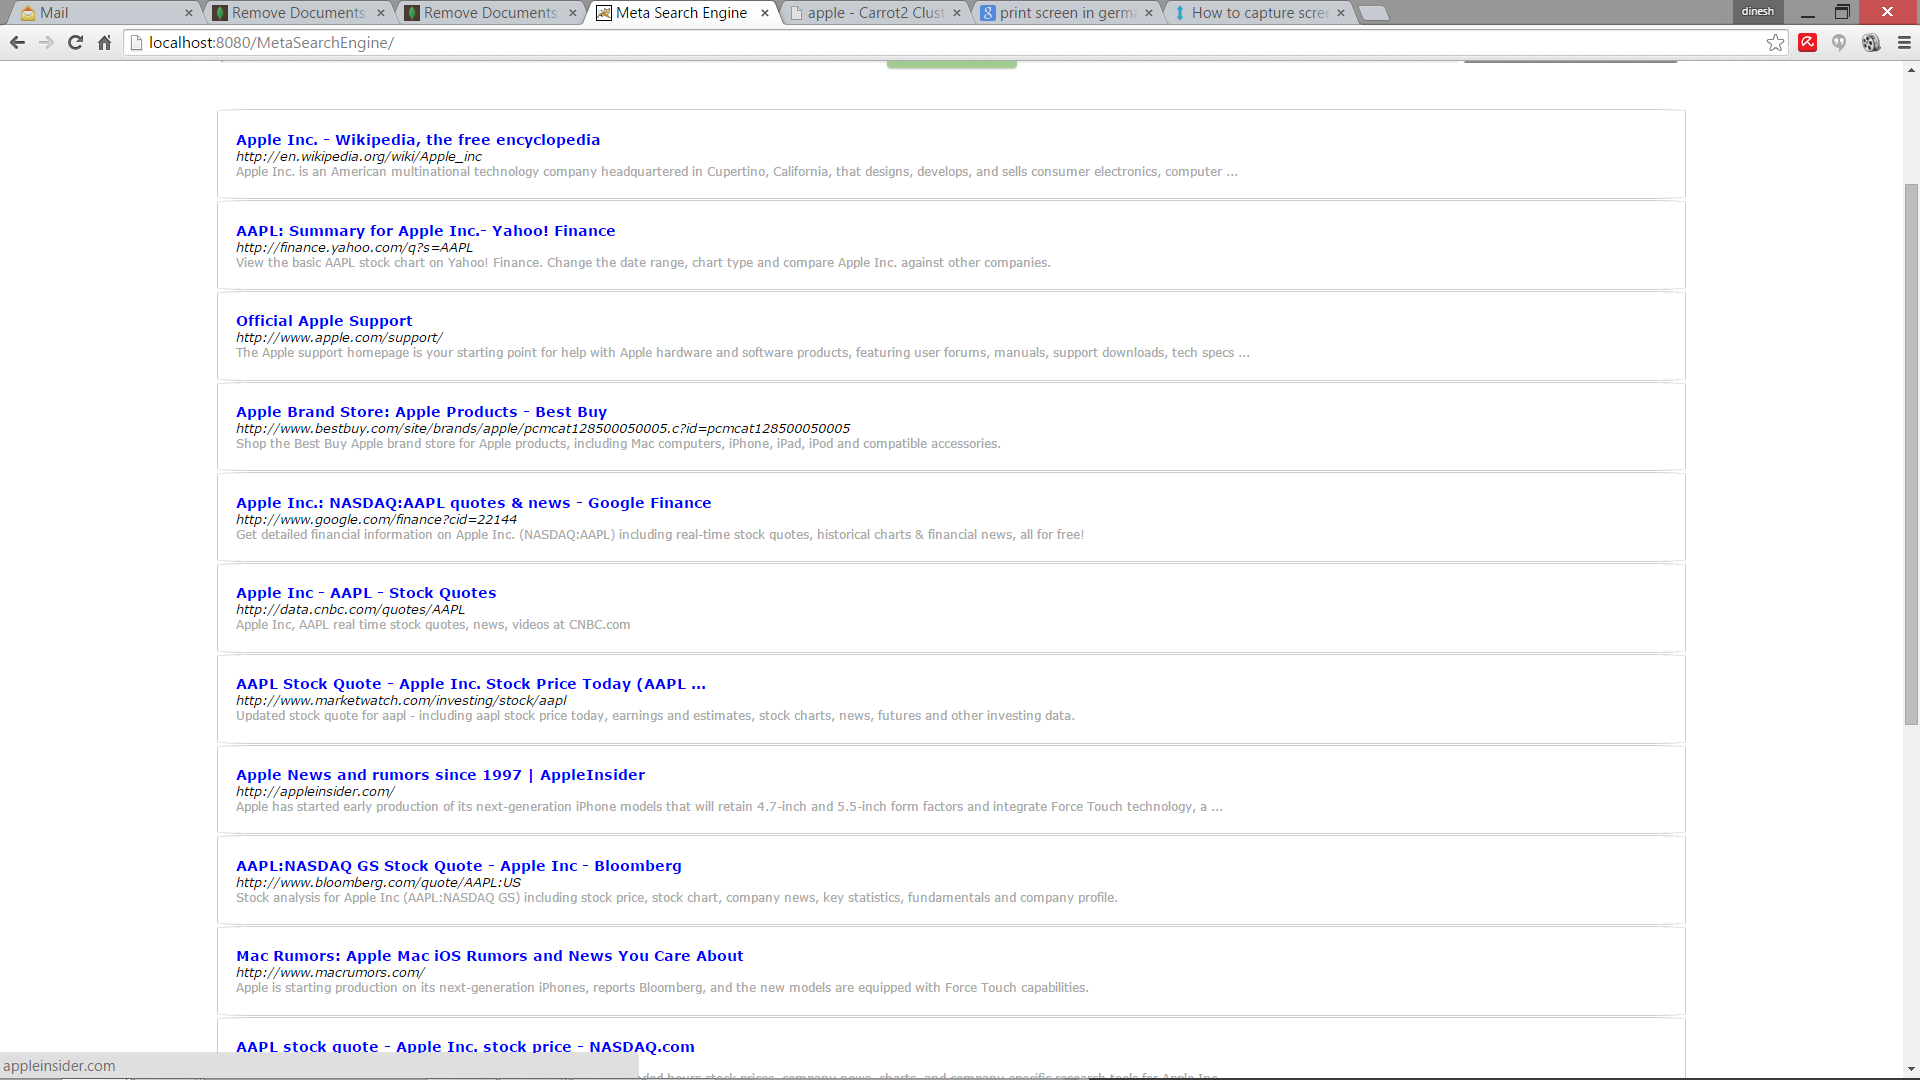 Mail
Remove Documents
Remove Documents
Meta Search Engine
apple - Carrot2 Clust
print screen in germa
How to capture scree
dinesh
localhost:8080/MetaSearchEngine/
Apple Inc. - Wikipedia, the free encyclopedia
http://en.wikipedia.org/wiki/Apple_inc
Apple Inc. is an American multinational technology company headquartered in Cupertino, California, that designs, develops, and sells consumer electronics, computer ...
AAPL: Summary for Apple Inc.- Yahoo! Finance
http://finance.yahoo.com/q?s=AAPL
View the basic AAPL stock chart on Yahoo! Finance. Change the date range, chart type and compare Apple Inc. against other companies.
Official Apple Support
http://www.apple.com/support/
The Apple support homepage is your starting point for help with Apple hardware and software products, featuring user forums, manuals, support downloads, tech specs ...
Apple Brand Store: Apple Products - Best Buy
http://www.bestbuy.com/site/brands/apple/pcmcat128500050005.c?id=pcmcat128500050005
Shop the Best Buy Apple brand store for Apple products, including Mac computers, iPhone, iPad, iPod and compatible accessories.
Apple Inc.: NASDAQ:AAPL quotes & news - Google Finance
http://www.google.com/finance?cid=22144
Get detailed financial information on Apple Inc. (NASDAQ:AAPL) including real-time stock quotes, historical charts & financial news, all for free!
Apple Inc - AAPL - Stock Quotes
http://data.cnbc.com/quotes/AAPL
Apple Inc, AAPL real time stock quotes, news, videos at CNBC.com
AAPL Stock Quote - Apple Inc. Stock Price Today (AAPL ...
http://www.marketwatch.com/investing/stock/aapl
Updated stock quote for aapl - including aapl stock price today, earnings and estimates, stock charts, news, futures and other investing data.
Apple News and rumors since 1997 | AppleInsider
http://appleinsider.com/
Apple has started early production of its next-generation iPhone models that will retain 4.7-inch and 5.5-inch form factors and integrate Force Touch technology, a ...
AAPL:NASDAQ GS Stock Quote - Apple Inc - Bloomberg
http://www.bloomberg.com/quote/AAPL:US
Stock analysis for Apple Inc (AAPL:NASDAQ GS) including stock price, stock chart, company news, key statistics, fundamentals and company profile.
Mac Rumors: Apple Mac iOS Rumors and News You Care About
http://www.macrumors.com/
Apple is starting production on its next-generation iPhones, reports Bloomberg, and the new models are equipped with Force Touch capabilities.
AAPL stock quote - Apple Inc. stock price - NASDAQ.com
hours stock prices, company news, charts, and company-specific research tools for Apple Inc
appleinsider.com